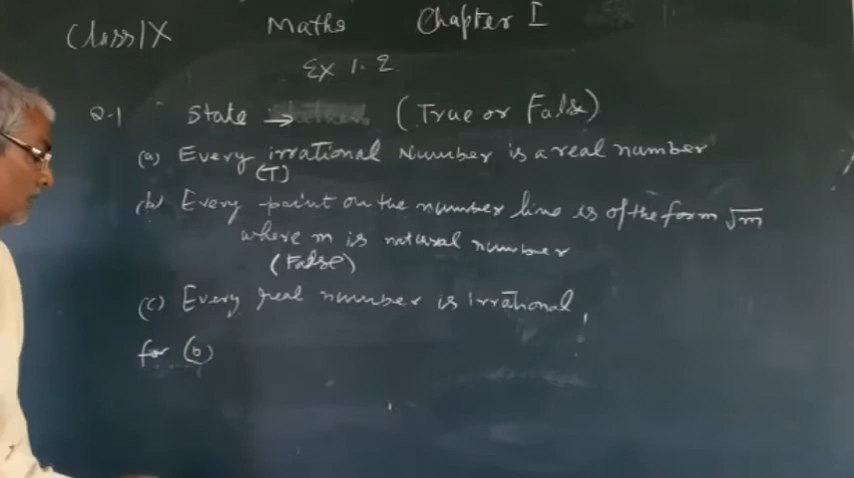 Class IX Maths Chapter I
Ex 1.2
Q.1 State → (True or False)
(a) Every irrational Number is a real number
(T)
(b) Every point on the number line is of the form √m
where m is natural number
(False)
(c) Every real number is irrational
for (b)